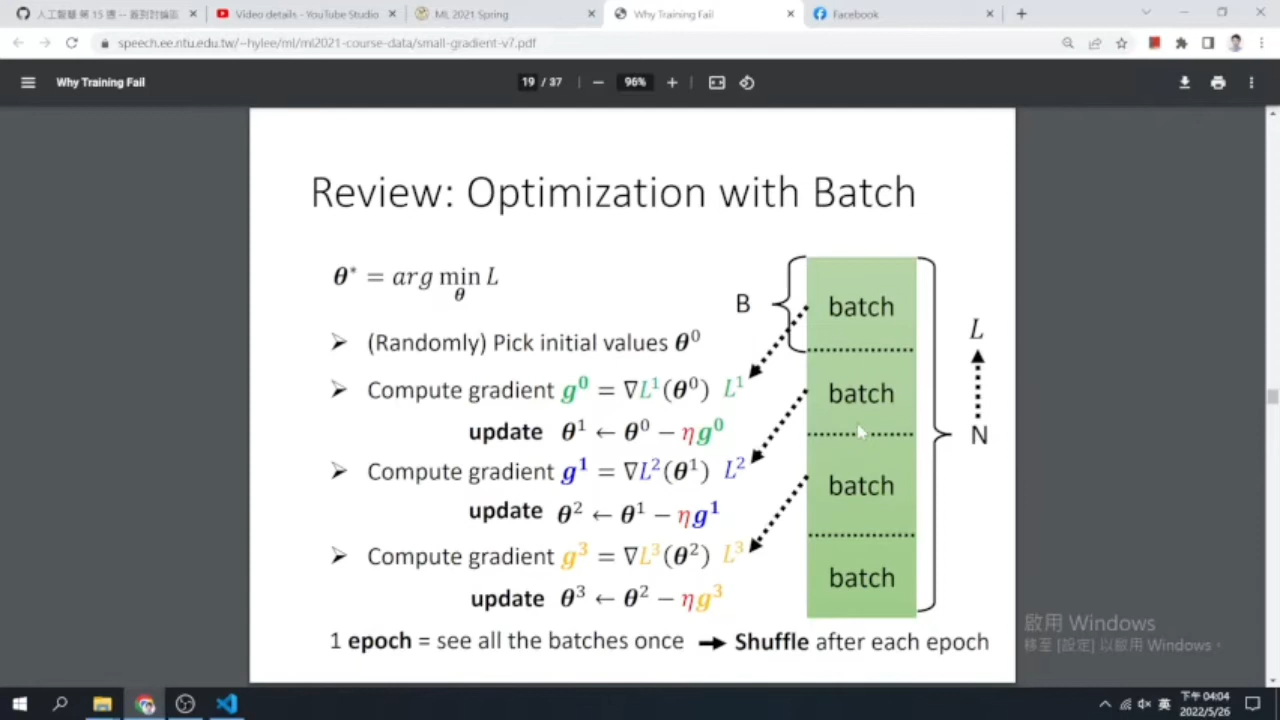 人工智慧 第 15 週 -- 簽到討論區
Video details - YouTube Studio
ML 2021 Spring
Why Training Fail
Facebook
speech.ee.ntu.edu.tw/~hylee/ml/ml2021-course-data/small-gradient-v7.pdf
Why Training Fail
19 / 37
96%
Review: Optimization with Batch
θ* = arg min L
θ
B
batch
L
➢ (Randomly) Pick initial values θ⁰
➢ Compute gradient g⁰ = ∇L¹(θ⁰) L¹
batch
update θ¹ ← θ⁰ − ηg⁰
N
➢ Compute gradient g¹ = ∇L²(θ¹) L²
batch
update θ² ← θ¹ − ηg¹
➢ Compute gradient g³ = ∇L³(θ²) L³
batch
update θ³ ← θ² − ηg³
1 epoch = see all the batches once ➡ Shuffle after each epoch
啟用 Windows
移至 [設定] 以啟用 Windows。
英
下午 04:04
2022/5/26